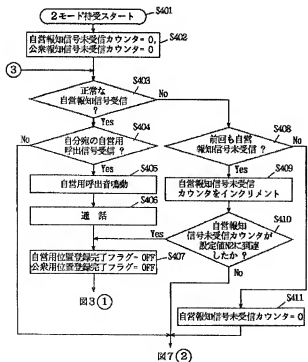 2モード待受スタート
S401
S402
自営報知信号未受信カウンタ=0,
公衆報知信号未受信カウンタ=0
3
S403
正常な
自営報知信号受信
?
No
Yes
S404
自分宛の自営用
呼出信号受信 ?
No
Yes
S405
自営用呼出音鳴動
S406
通話
S407
自営用位置登録完了フラグ=OFF
公衆用位置登録完了フラグ=OFF
図3 1
S408
前回も自営
報知信号未受信 ?
No
Yes
S409
自営報知信号未受信
カウンタをインクリメント
S410
自営報知
信号未受信カウンタが
設定値N2に到達
したか ?
Yes
No
S411
自営報知信号未受信カウンタ=0
図7 2